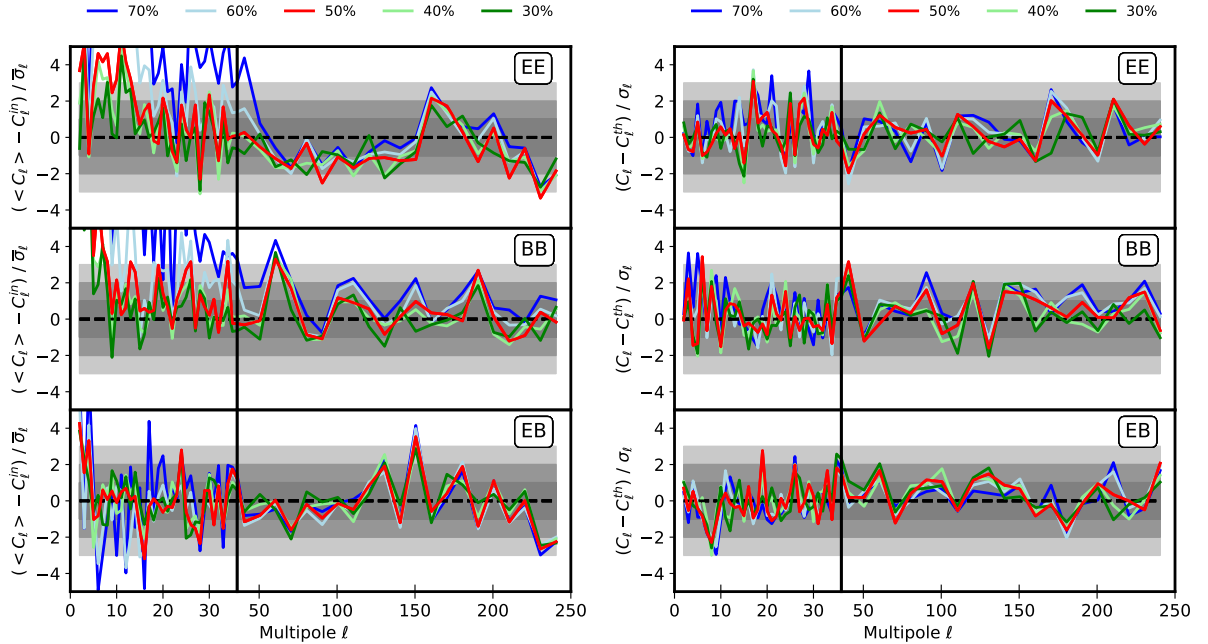 70% 60% 50% 40% 30%
70% 60% 50% 40% 30%
EE
(< C_ℓ > − C_ℓ^{in}) / σ̅_ℓ
4
2
0
−2
−4
BB
(< C_ℓ > − C_ℓ^{in}) / σ̅_ℓ
4
2
0
−2
−4
EB
(< C_ℓ > − C_ℓ^{in}) / σ̅_ℓ
4
2
0
−2
−4
0 10 20 30 50 100 150 200 250
Multipole ℓ
EE
(C_ℓ − C_ℓ^{th}) / σ_ℓ
4
2
0
−2
−4
BB
(C_ℓ − C_ℓ^{th}) / σ_ℓ
4
2
0
−2
−4
EB
(C_ℓ − C_ℓ^{th}) / σ_ℓ
4
2
0
−2
−4
0 10 20 30 50 100 150 200 250
Multipole ℓ